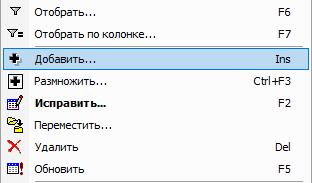 Отобрать... F6
Отобрать по колонке... F7
Добавить... Ins
Размножить... Ctrl+F3
Исправить... F2
Переместить...
Удалить Del
Обновить F5